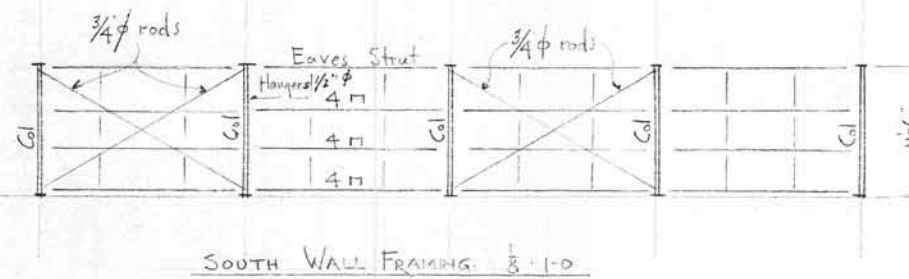 3/4"ϕ rods
3/4ϕ rods
Eaves Strut
Hangers 1/2"ϕ
4 ⊓
4 ⊓
4 ⊓
Col
Col
Col
Col
Col
SOUTH WALL FRAMING. 1/8 1-0